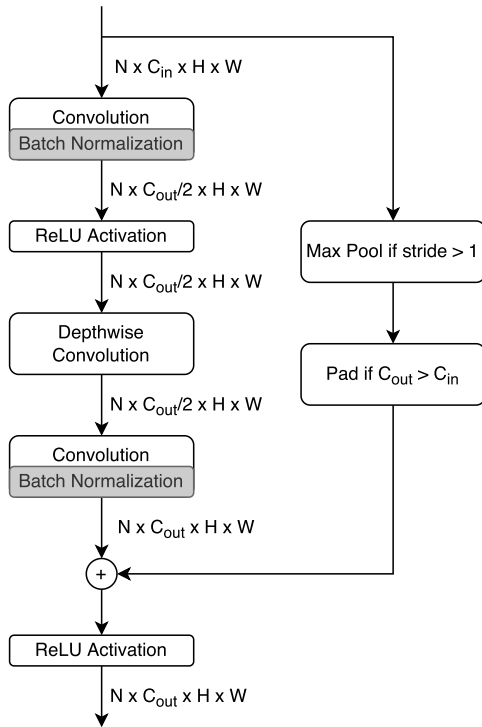 N x C_in x H x W
Convolution
Batch Normalization
N x C_out/2 x H x W
ReLU Activation
N x C_out/2 x H x W
Depthwise
Convolution
N x C_out/2 x H x W
Convolution
Batch Normalization
N x C_out x H x W
+
ReLU Activation
N x C_out x H x W
Max Pool if stride > 1
Pad if C_out > C_in